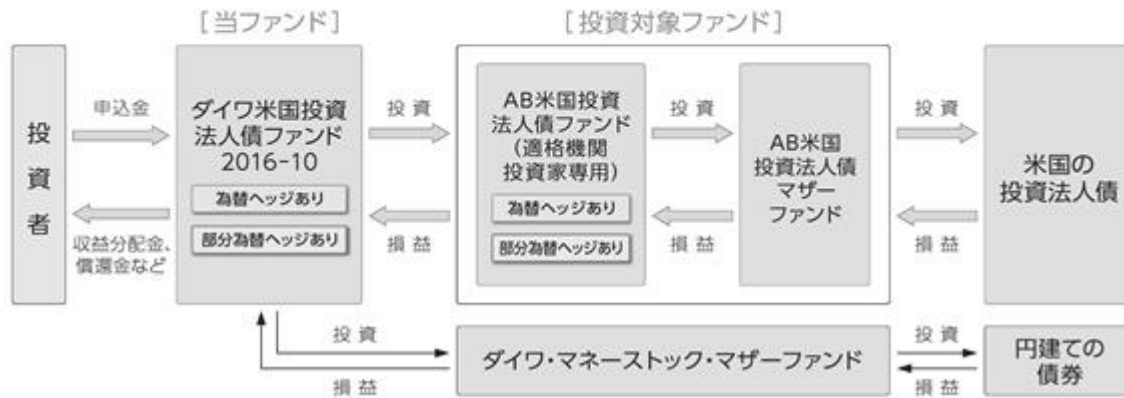 [当ファンド]
[投資対象ファンド]
投資者
申込金
収益分配金、
償還金など
ダイワ米国投資
法人債ファンド
2016-10
為替ヘッジあり
部分為替ヘッジあり
投資
損益
AB米国投資
法人債ファンド
(適格機関
投資家専用)
為替ヘッジあり
部分為替ヘッジあり
投資
損益
AB米国
投資法人債
マザー
ファンド
投資
損益
米国の
投資法人債
投資
損益
ダイワ・マネーストック・マザーファンド
投資
損益
円建ての
債券